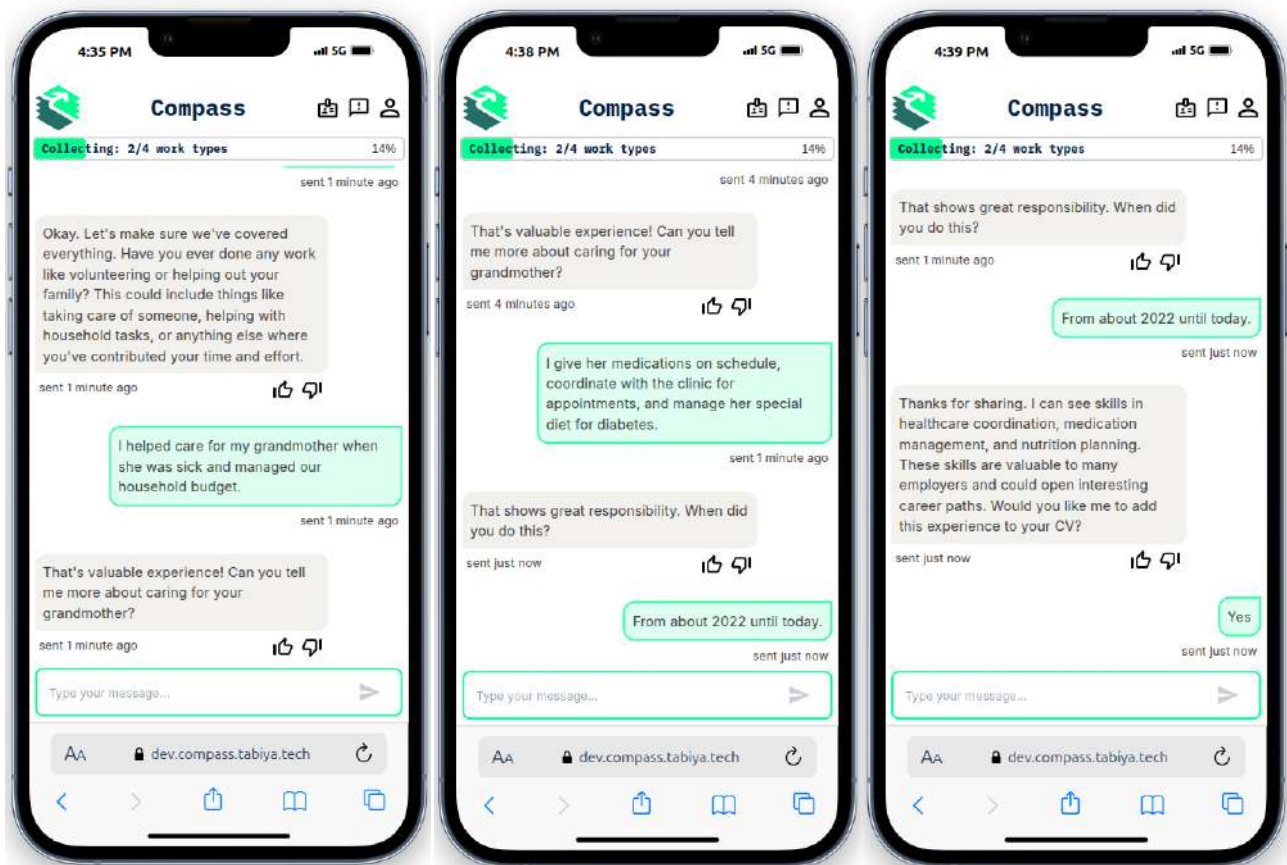 4:35 PM
5G
Compass
Collecting: 2/4 work types
14%
sent 1 minute ago
Okay. Let's make sure we've covered
everything. Have you ever done any work
like volunteering or helping out your
family? This could include things like
taking care of someone, helping with
household tasks, or anything else where
you've contributed your time and effort.
sent 1 minute ago
I helped care for my grandmother when
she was sick and managed our
household budget.
sent 1 minute ago
That's valuable experience! Can you tell
me more about caring for your
grandmother?
sent 1 minute ago
Type your message...
AA
dev.compass.tabiya.tech
4:38 PM
5G
Compass
Collecting: 2/4 work types
14%
sent 4 minutes ago
That's valuable experience! Can you tell
me more about caring for your
grandmother?
sent 4 minutes ago
I give her medications on schedule,
coordinate with the clinic for
appointments, and manage her special
diet for diabetes.
sent 1 minute ago
That shows great responsibility. When did
you do this?
sent just now
From about 2022 until today.
sent just now
Type your message...
AA
dev.compass.tabiya.tech
4:39 PM
5G
Compass
Collecting: 2/4 work types
14%
That shows great responsibility. When did
you do this?
sent 1 minute ago
From about 2022 until today.
sent just now
Thanks for sharing. I can see skills in
healthcare coordination, medication
management, and nutrition planning.
These skills are valuable to many
employers and could open interesting
career paths. Would you like me to add
this experience to your CV?
sent just now
Yes
sent just now
Type your message...
AA
dev.compass.tabiya.tech